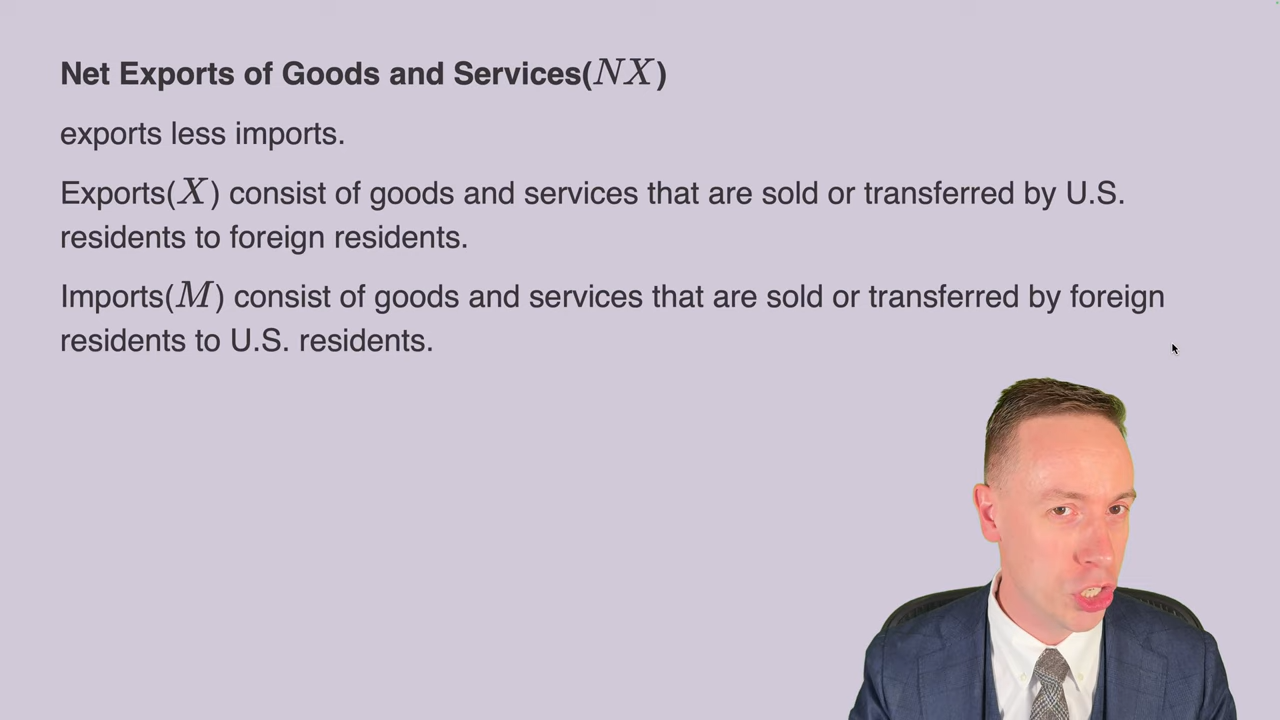 Net Exports of Goods and Services(NX)
exports less imports.
Exports(X) consist of goods and services that are sold or transferred by U.S.
residents to foreign residents.
Imports(M) consist of goods and services that are sold or transferred by foreign
residents to U.S. residents.